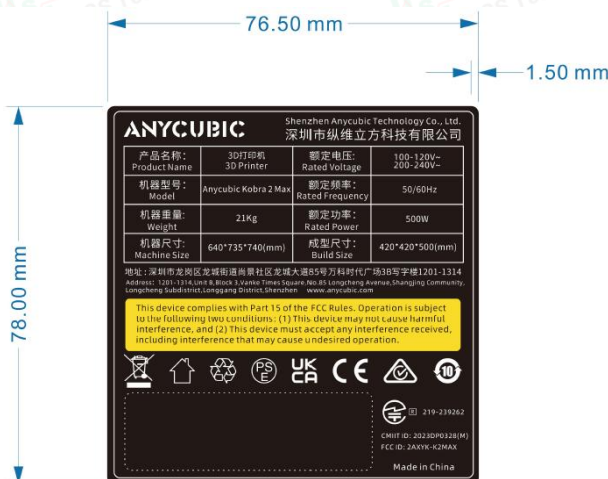 76.50 mm
1.50 mm
78.00 mm
ANYCUBIC
Shenzhen Anycubic Technology Co., Ltd.
深圳市纵维立方科技有限公司
产品名称: 3D打印机 额定电压: 100-120V~
Product Name 3D Printer Rated Voltage 200-240V~
机器型号: Anycubic Kobra 2 Max 额定频率: 50/60Hz
Model Rated Frequency
机器重量: 21Kg 额定功率: 500W
Weight Rated Power
机器尺寸: 640*735*740(mm) 成型尺寸: 420*420*500(mm)
Machine Size Build Size
地址: 深圳市龙岗区龙城街道尚景社区龙城大道85号万科时代广场3B写字楼1201-1314
Address: 1201-1314,Unit B,Block 3,Vanke Times Square,No.85 Longcheng Avenue,Shangjing Community,
Longcheng Subdistrict,Longgang District,Shenzhen www.anycubic.com
This device complies with Part 15 of the FCC Rules. Operation is subject
to the following two conditions: (1) This device may not cause harmful
interference, and (2) This device must accept any interference received,
including interference that may cause undesired operation.
PS
E
UK
CA
CE
10
R 219-239262
CMIIT ID: 2023DP0328(M)
FCC ID: 2AXYK-K2MAX
Made in China